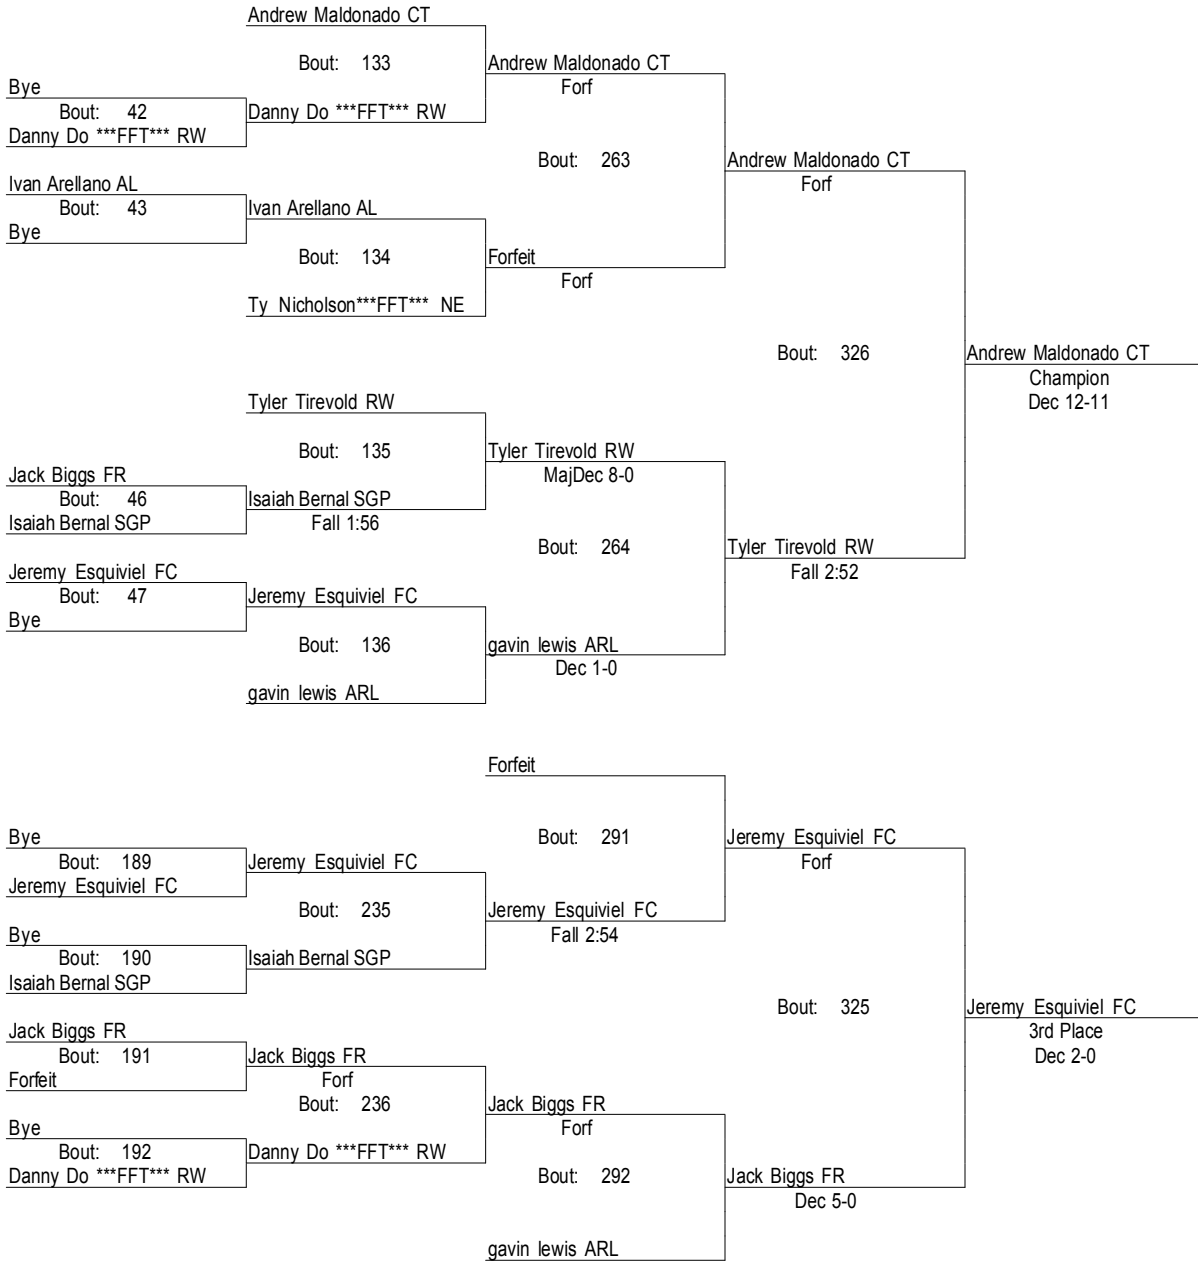 Andrew Maldonado CT
Bout: 133
Andrew Maldonado CT
Bye
Forf
Bout: 42
Danny Do ***FFT*** RW
Danny Do ***FFT*** RW
Bout: 263
Andrew Maldonado CT
Ivan Arellano AL
Forf
Bout: 43
Ivan Arellano AL
Bye
Bout: 134
Forfeit
Forf
Ty Nicholson***FFT*** NE
Bout: 326
Andrew Maldonado CT
Champion
Tyler Tirevold RW
Dec 12-11
Bout: 135
Tyler Tirevold RW
Jack Biggs FR
MajDec 8-0
Bout: 46
Isaiah Bernal SGP
Isaiah Bernal SGP
Fall 1:56
Bout: 264
Tyler Tirevold RW
Jeremy Esquiviel FC
Fall 2:52
Bout: 47
Jeremy Esquiviel FC
Bye
Bout: 136
gavin lewis ARL
Dec 1-0
gavin lewis ARL
Forfeit
Bye
Bout: 291
Jeremy Esquiviel FC
Bout: 189
Jeremy Esquiviel FC
Forf
Jeremy Esquiviel FC
Bout: 235
Jeremy Esquiviel FC
Bye
Fall 2:54
Bout: 190
Isaiah Bernal SGP
Isaiah Bernal SGP
Bout: 325
Jeremy Esquiviel FC
Jack Biggs FR
3rd Place
Bout: 191
Jack Biggs FR
Dec 2-0
Forfeit
Forf
Bout: 236
Jack Biggs FR
Bye
Forf
Bout: 192
Danny Do ***FFT*** RW
Danny Do ***FFT*** RW
Bout: 292
Jack Biggs FR
Dec 5-0
gavin lewis ARL